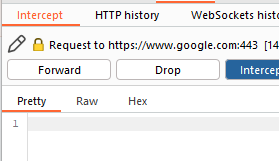 Intercept HTTP history WebSockets histo
Request to https://www.google.com:443 [14
Forward Drop Intercep
Pretty Raw Hex
1